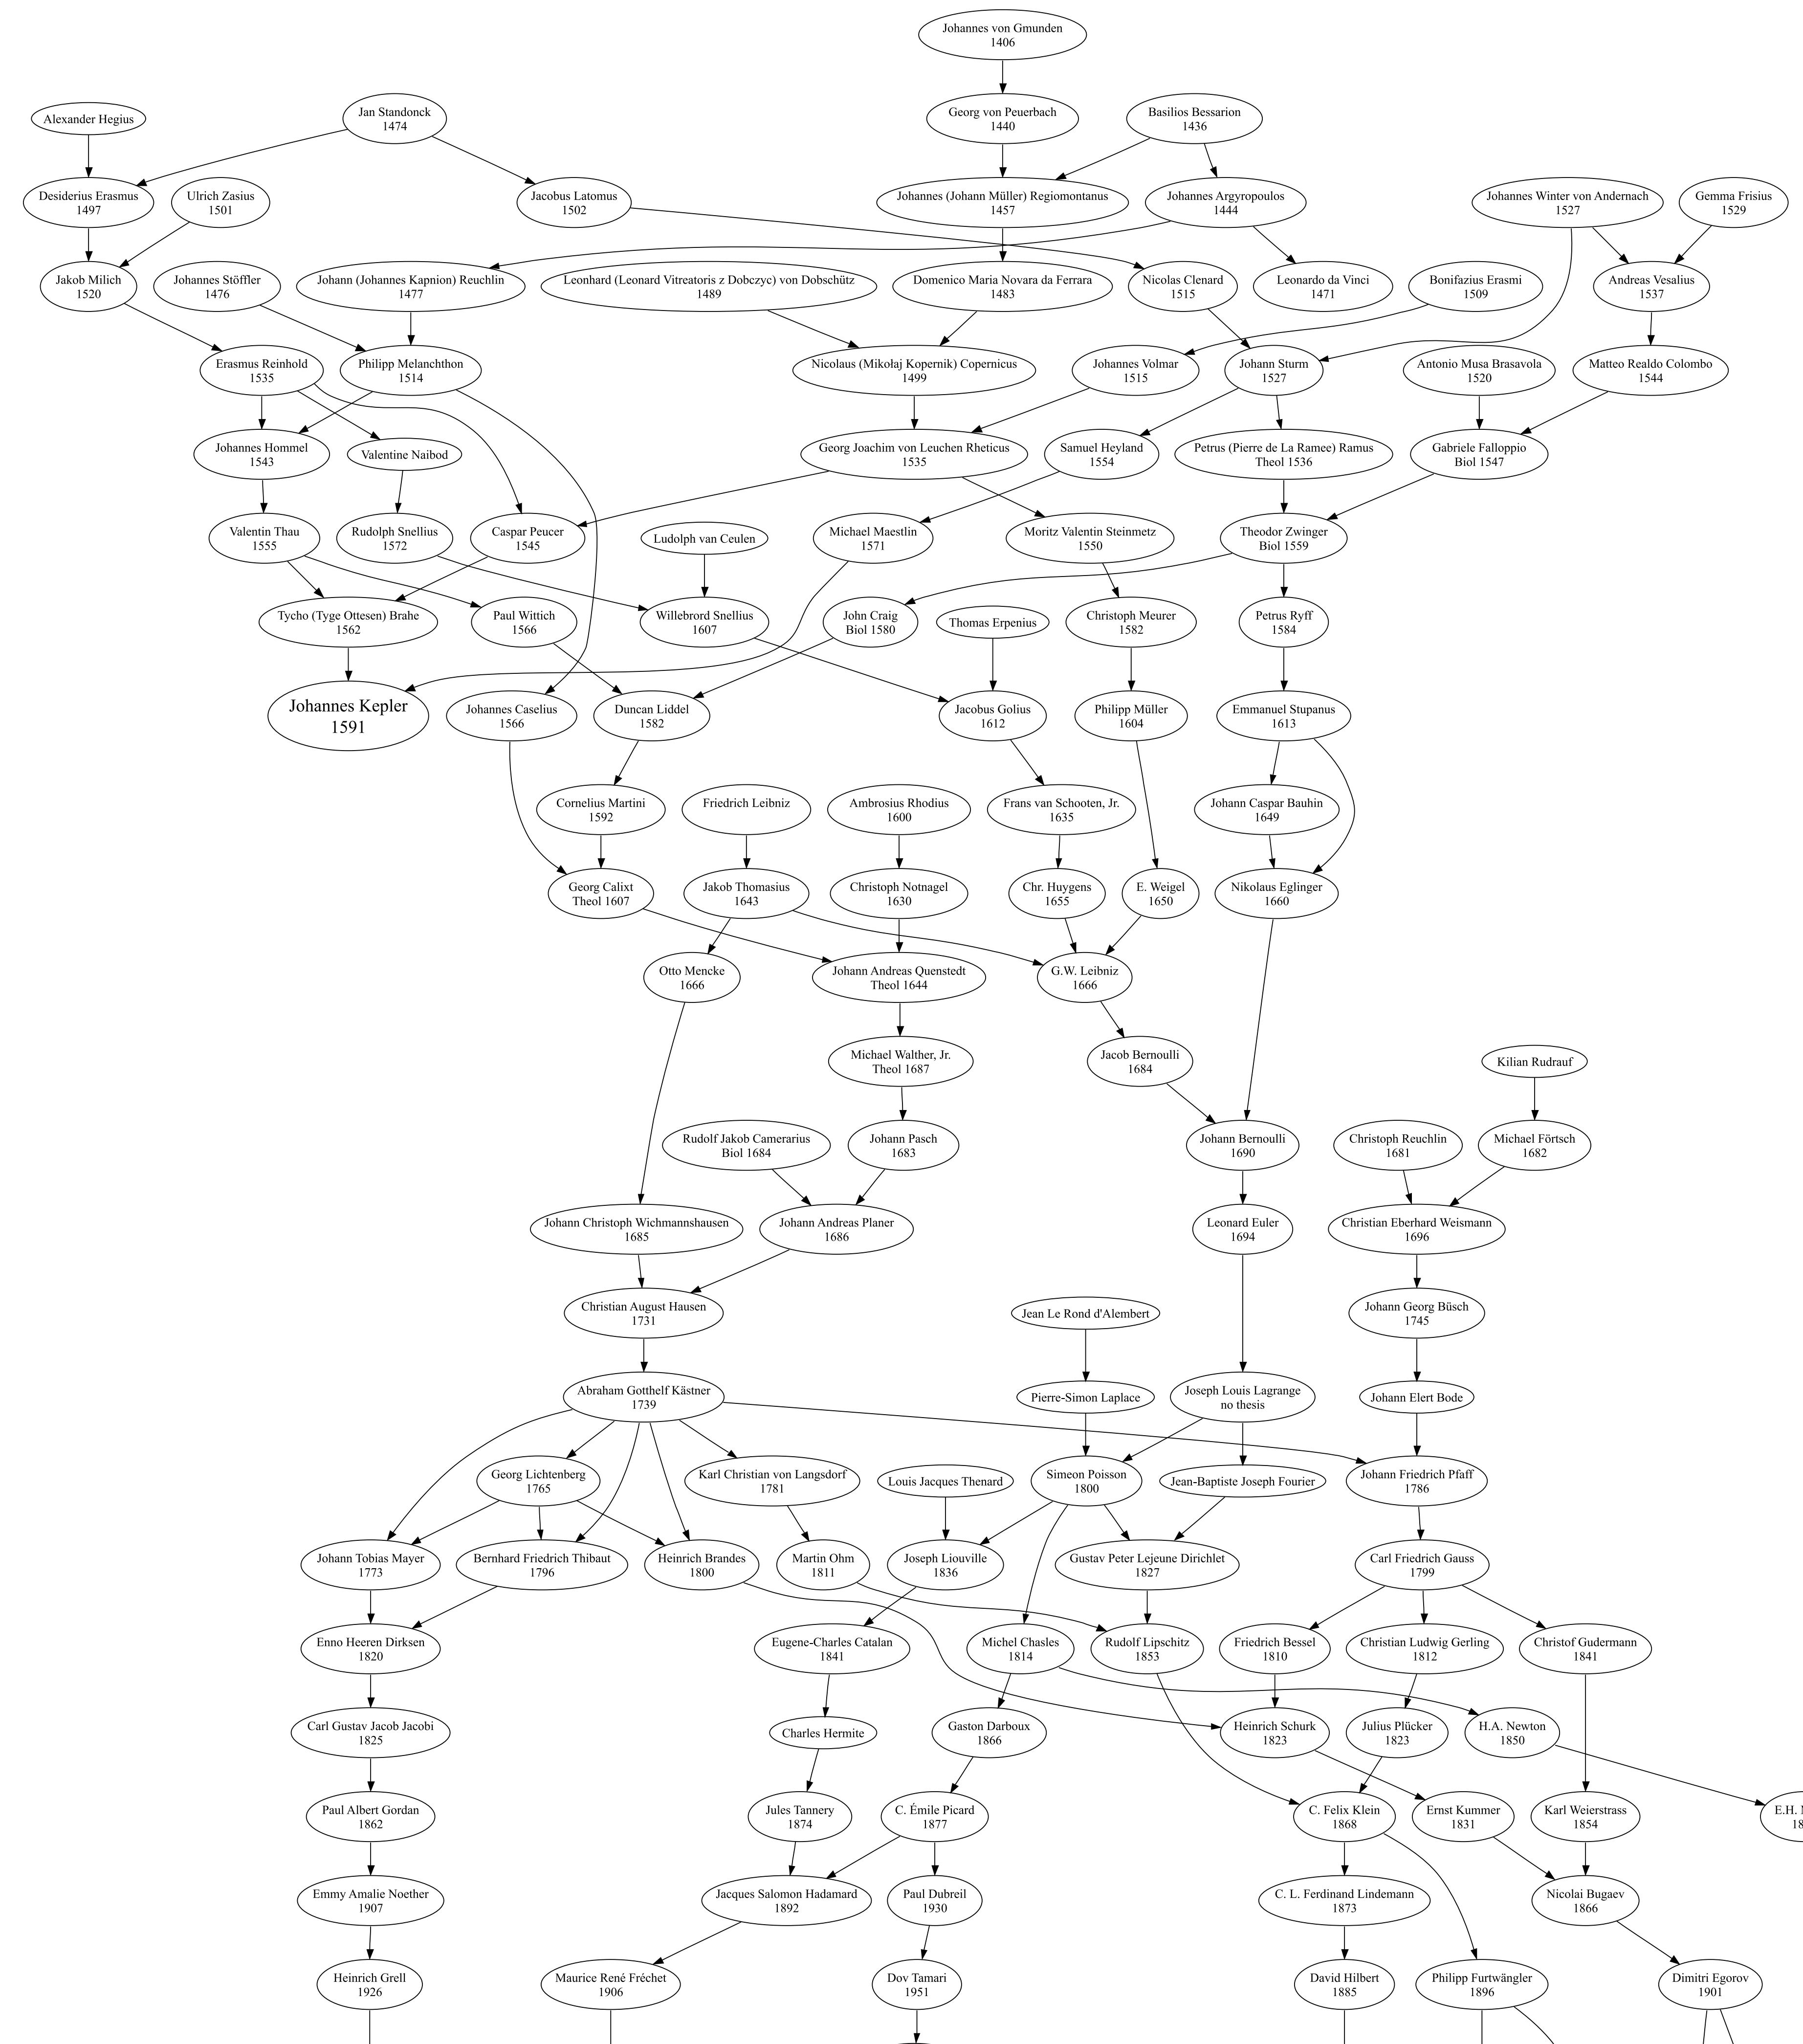 Johannes von Gmunden
1406
Alexander Hegius
Jan Standonck
1474
Georg von Peuerbach
1440
Basilios Bessarion
1436
Desiderius Erasmus
1497
Ulrich Zasius
1501
Jacobus Latomus
1502
Johannes (Johann Müller) Regiomontanus
1457
Johannes Argyropoulos
1444
Johannes Winter von Andernach
1527
Gemma Frisius
1529
Jakob Milich
1520
Johannes Stöffler
1476
Johann (Johannes Kapnion) Reuchlin
1477
Leonhard (Leonard Vitreatoris z Dobczyc) von Dobschütz
1489
Domenico Maria Novara da Ferrara
1483
Nicolas Clenard
1515
Leonardo da Vinci
1471
Bonifazius Erasmi
1509
Andreas Vesalius
1537
Erasmus Reinhold
1535
Philipp Melanchthon
1514
Nicolaus (Mikołaj Kopernik) Copernicus
1499
Johannes Volmar
1515
Johann Sturm
1527
Antonio Musa Brasavola
1520
Matteo Realdo Colombo
1544
Johannes Hommel
1543
Valentine Naibod
Georg Joachim von Leuchen Rheticus
1535
Samuel Heyland
1554
Petrus (Pierre de La Ramee) Ramus
Theol 1536
Gabriele Falloppio
Biol 1547
Valentin Thau
1555
Rudolph Snellius
1572
Caspar Peucer
1545
Ludolph van Ceulen
Michael Maestlin
1571
Moritz Valentin Steinmetz
1550
Theodor Zwinger
Biol 1559
Tycho (Tyge Ottesen) Brahe
1562
Paul Wittich
1566
Willebrord Snellius
1607
John Craig
Biol 1580
Thomas Erpenius
Christoph Meurer
1582
Petrus Ryff
1584
Johannes Kepler
1591
Johannes Caselius
1566
Duncan Liddel
1582
Jacobus Golius
1612
Philipp Müller
1604
Emmanuel Stupanus
1613
Cornelius Martini
1592
Friedrich Leibniz
Ambrosius Rhodius
1600
Frans van Schooten, Jr.
1635
Johann Caspar Bauhin
1649
Georg Calixt
Theol 1607
Jakob Thomasius
1643
Christoph Notnagel
1630
Chr. Huygens
1655
E. Weigel
1650
Nikolaus Eglinger
1660
Otto Mencke
1666
Johann Andreas Quenstedt
Theol 1644
G.W. Leibniz
1666
Michael Walther, Jr.
Theol 1687
Jacob Bernoulli
1684
Kilian Rudrauf
Rudolf Jakob Camerarius
Biol 1684
Johann Pasch
1683
Johann Bernoulli
1690
Christoph Reuchlin
1681
Michael Förtsch
1682
Johann Christoph Wichmannshausen
1685
Johann Andreas Planer
1686
Leonard Euler
1694
Christian Eberhard Weismann
1696
Christian August Hausen
1731
Jean Le Rond d'Alembert
Johann Georg Büsch
1745
Abraham Gotthelf Kästner
1739
Pierre-Simon Laplace
Joseph Louis Lagrange
no thesis
Johann Elert Bode
Georg Lichtenberg
1765
Karl Christian von Langsdorf
1781
Louis Jacques Thenard
Simeon Poisson
1800
Jean-Baptiste Joseph Fourier
Johann Friedrich Pfaff
1786
Johann Tobias Mayer
1773
Bernhard Friedrich Thibaut
1796
Heinrich Brandes
1800
Martin Ohm
1811
Joseph Liouville
1836
Gustav Peter Lejeune Dirichlet
1827
Carl Friedrich Gauss
1799
Enno Heeren Dirksen
1820
Eugene-Charles Catalan
1841
Michel Chasles
1814
Rudolf Lipschitz
1853
Friedrich Bessel
1810
Christian Ludwig Gerling
1812
Christof Gudermann
1841
Carl Gustav Jacob Jacobi
1825
Charles Hermite
Gaston Darboux
1866
Heinrich Schurk
1823
Julius Plücker
1823
H.A. Newton
1850
Paul Albert Gordan
1862
Jules Tannery
1874
C. Émile Picard
1877
C. Felix Klein
1868
Ernst Kummer
1831
Karl Weierstrass
1854
E.H.
Emmy Amalie Noether
1907
Jacques Salomon Hadamard
1892
Paul Dubreil
1930
C. L. Ferdinand Lindemann
1873
Nicolai Bugaev
1866
Heinrich Grell
1926
Maurice René Fréchet
1906
Dov Tamari
1951
David Hilbert
1885
Philipp Furtwängler
1896
Dimitri Egorov
1901